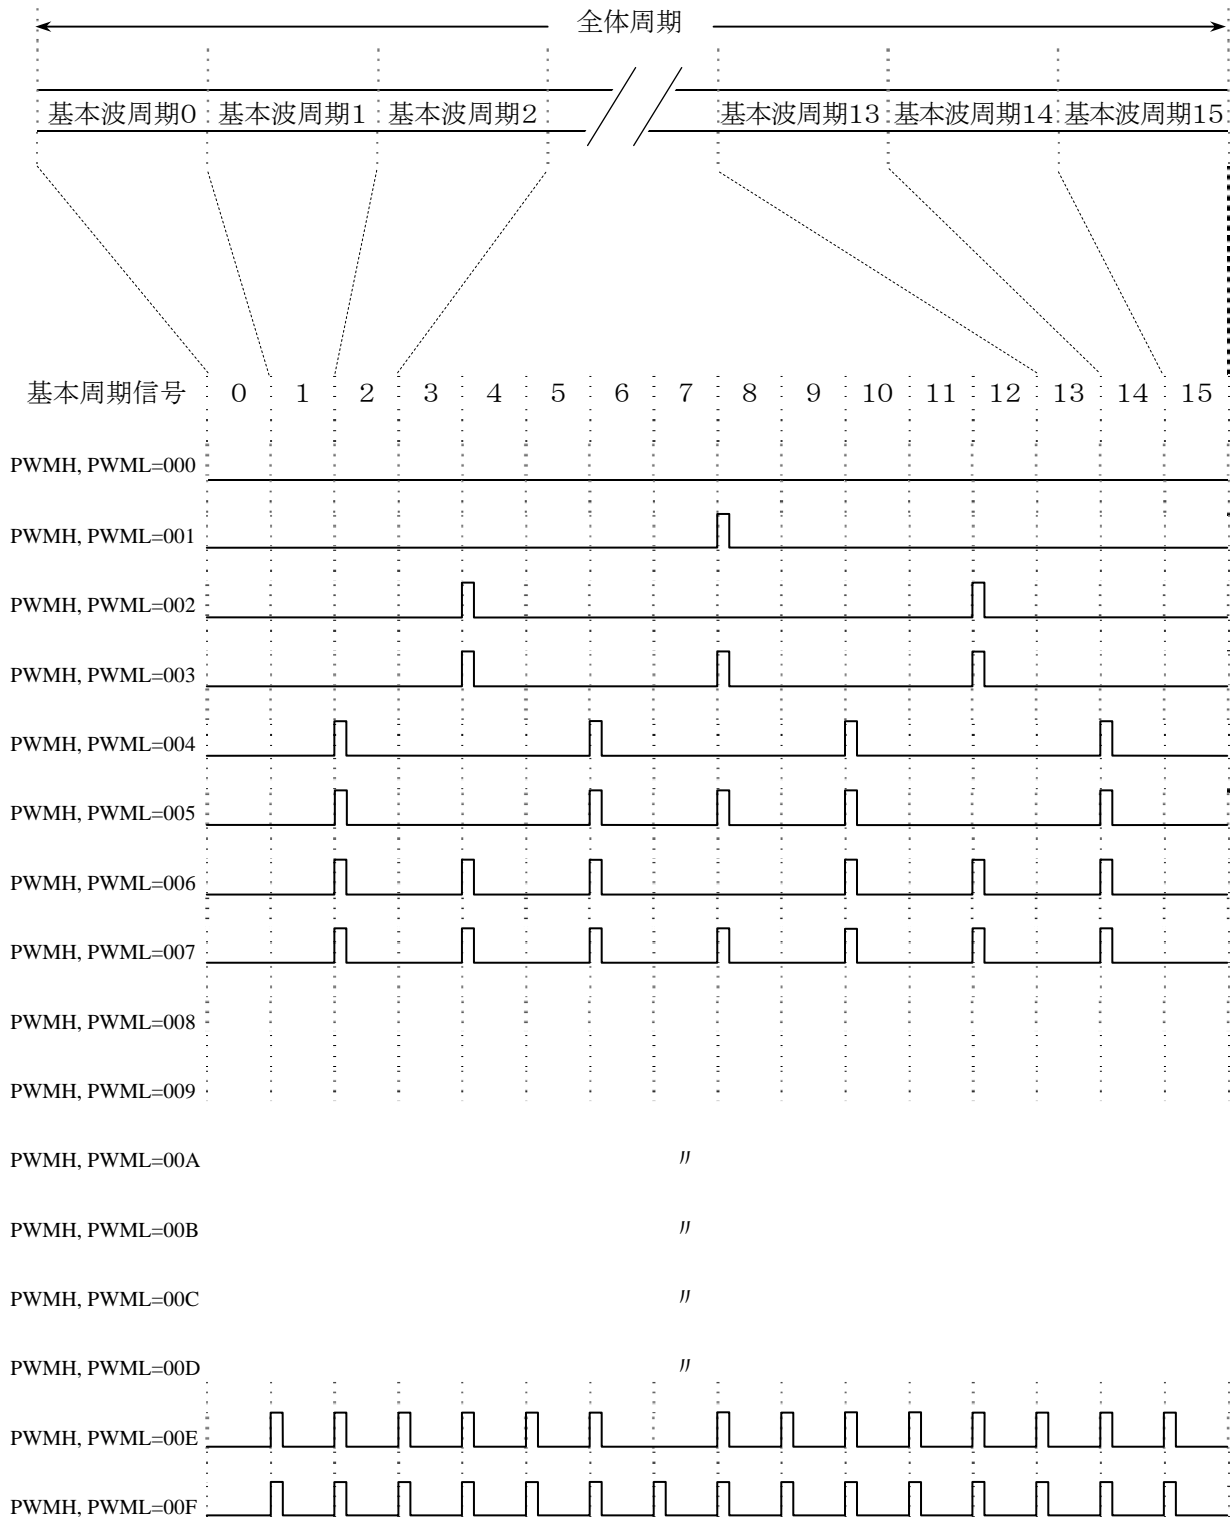 全体周期
基本波周期0 基本波周期1 基本波周期2 基本波周期13 基本波周期14 基本波周期15
基本周期信号 0 1 2 3 4 5 6 7 8 9 10 11 12 13 14 15
PWMH, PWML=000
PWMH, PWML=001
PWMH, PWML=002
PWMH, PWML=003
PWMH, PWML=004
PWMH, PWML=005
PWMH, PWML=006
PWMH, PWML=007
PWMH, PWML=008
PWMH, PWML=009
PWMH, PWML=00A 〃
PWMH, PWML=00B 〃
PWMH, PWML=00C 〃
PWMH, PWML=00D 〃
PWMH, PWML=00E
PWMH, PWML=00F